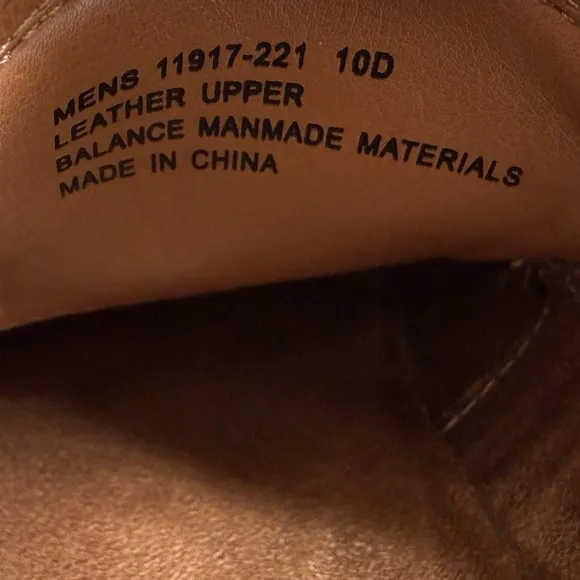 MENS 11917-221 10D
LEATHER UPPER
BALANCE MANMADE MATERIALS
MADE IN CHINA